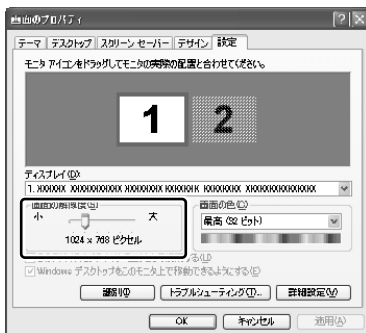 画面のプロパティ
テーマ デスクトップ スクリーン セーバー デザイン 設定
モニタ アイコンをドラッグしてモニタの実際の配置と合わせてください。
1 2
ディスプレイ(D):
画面の解像度(S) 画面の色(C)
小 大 最高 (32 ビット)
1024 x 768 ピクセル
Windows デスクトップをこのモニタ上で移動できるようにする(E)
識別(I) トラブルシューティング(T)... 詳細設定(V)
OK キャンセル 適用(A)